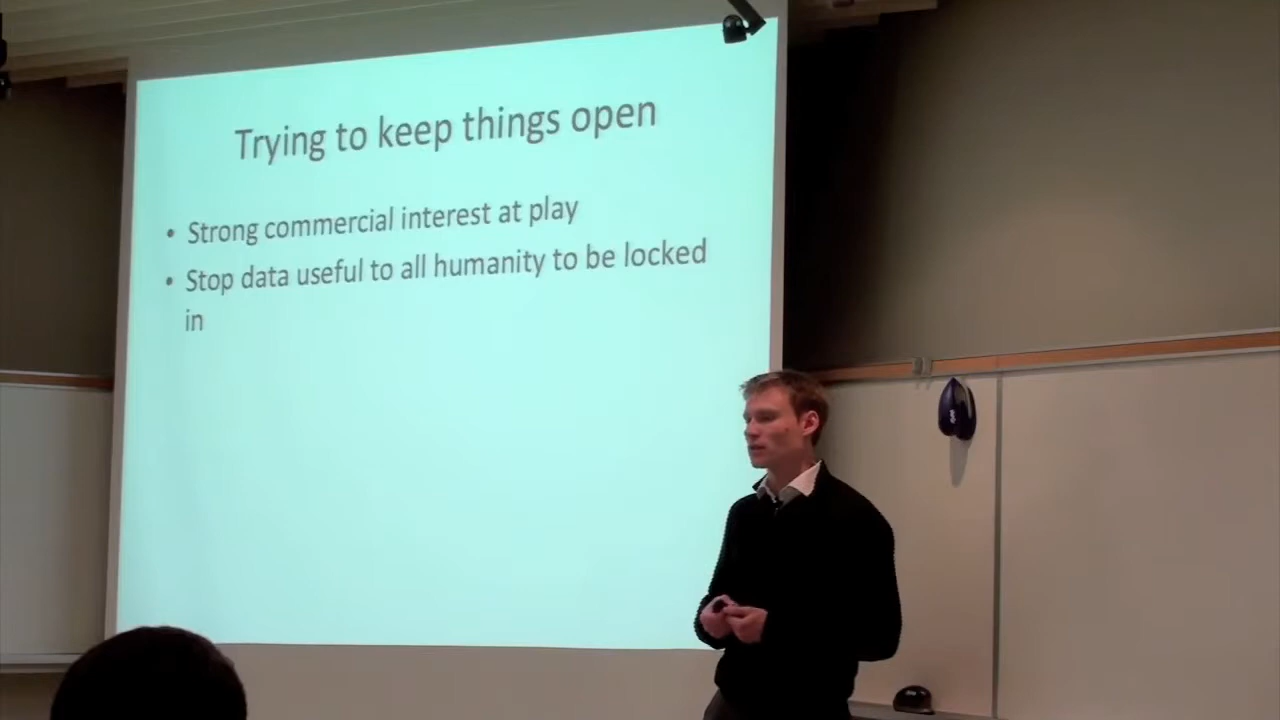 Trying to keep things open
• Strong commercial interest at play
• Stop data useful to all humanity to be locked
in